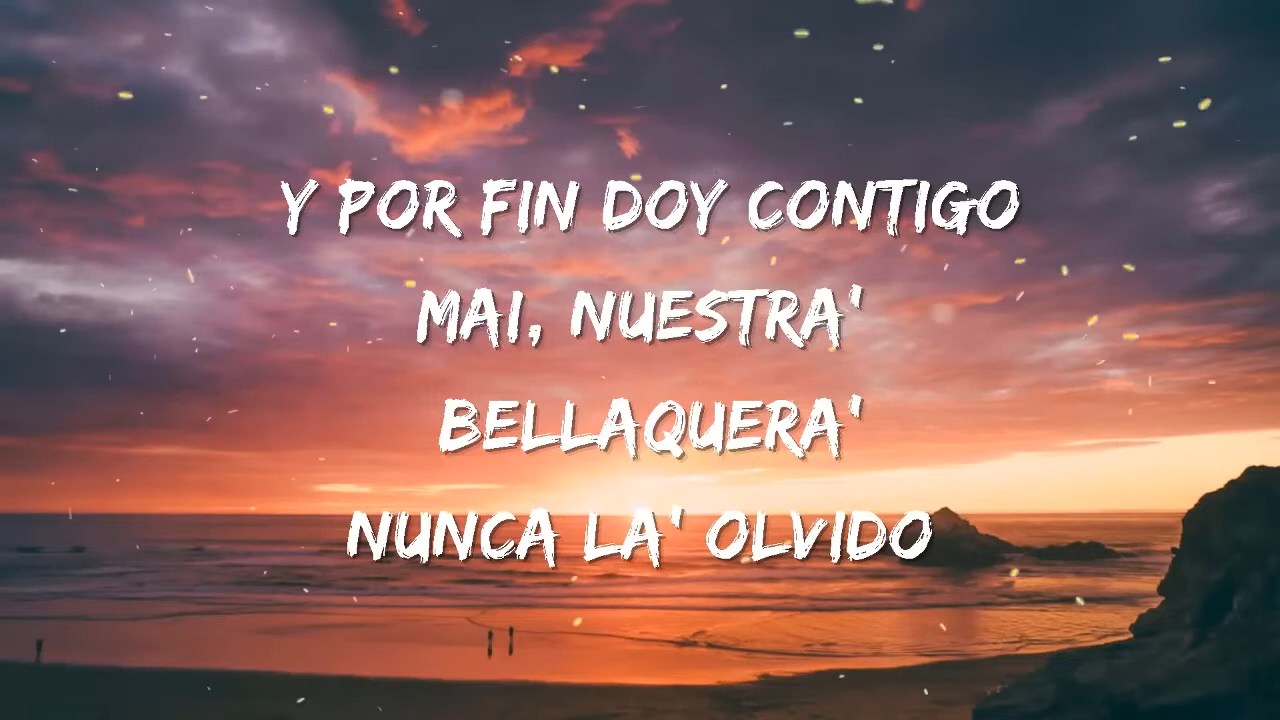 Y POR FIN DOY CONTIGO
MAI, NUESTRA'
BELLAQUERA'
NUNCA LA' OLVIDO